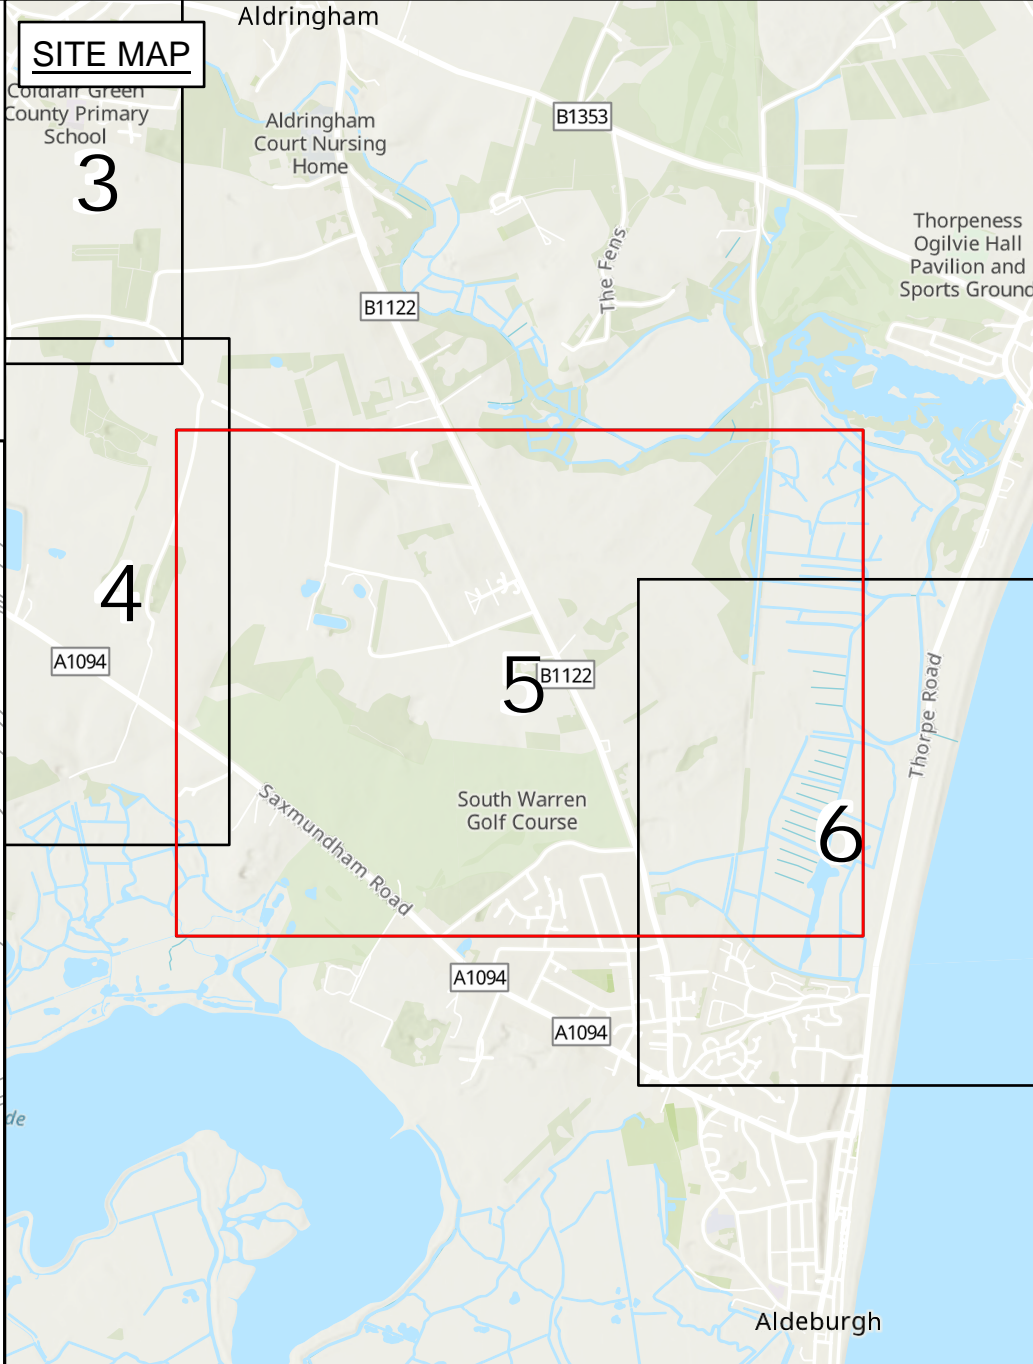 Aldringham
SITE MAP
Coldfair Green
County Primary
School
3
Aldringham
Court Nursing
Home
B1353
Thorpeness
Ogilvie Hall
Pavilion and
Sports Ground
The Fens
B1122
4
A1094
5
B1122
Thorpe Road
South Warren
Golf Course
Saxmundham Road
6
A1094
A1094
de
Aldeburgh